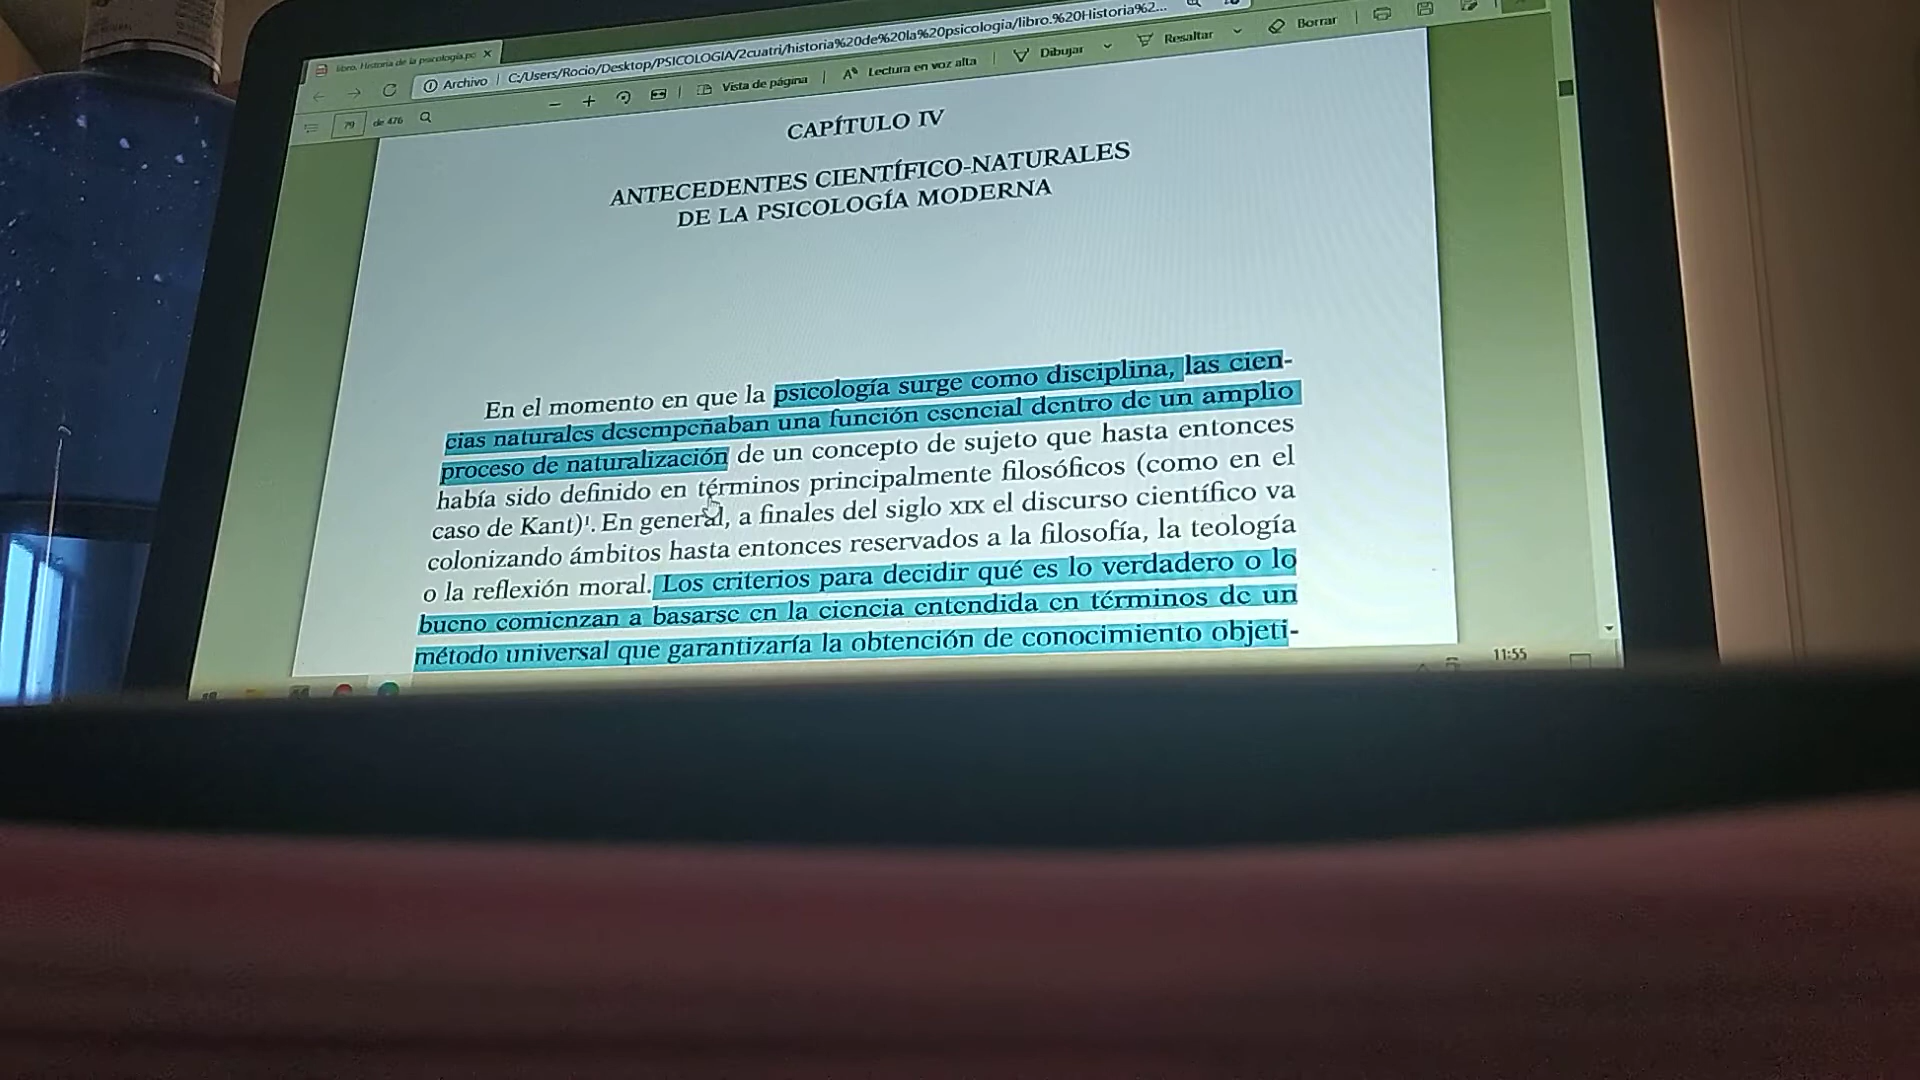 libro. Historia de la psicologia.pc ×
Archivo | C:/Users/Rocio/Desktop/PSICOLOGIA/2cuatri/historia%20de%20la%20psicologia/libro.%20Historia%2...
79 de 476
Vista de página | Lectura en voz alta | Dibujar Resaltar Borrar
CAPÍTULO IV
ANTECEDENTES CIENTÍFICO-NATURALES
DE LA PSICOLOGÍA MODERNA
En el momento en que la psicología surge como disciplina, las cien-
cias naturales desempeñaban una función esencial dentro de un amplio
proceso de naturalización de un concepto de sujeto que hasta entonces
había sido definido en términos principalmente filosóficos (como en el
caso de Kant)¹. En general, a finales del siglo XIX el discurso científico va
colonizando ámbitos hasta entonces reservados a la filosofía, la teología
o la reflexión moral. Los criterios para decidir qué es lo verdadero o lo
bueno comienzan a basarse en la ciencia entendida en términos de un
método universal que garantizaría la obtención de conocimiento objeti-
11:55